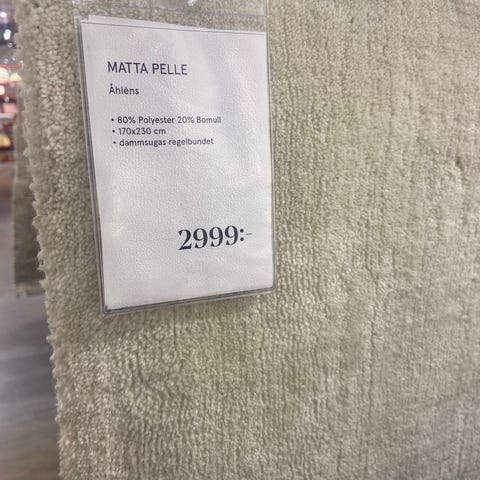 MATTA PELLE
Åhléns
• 80% Polyester 20% Bomull
• 170x230 cm
• dammsugas regelbundet
2999:-